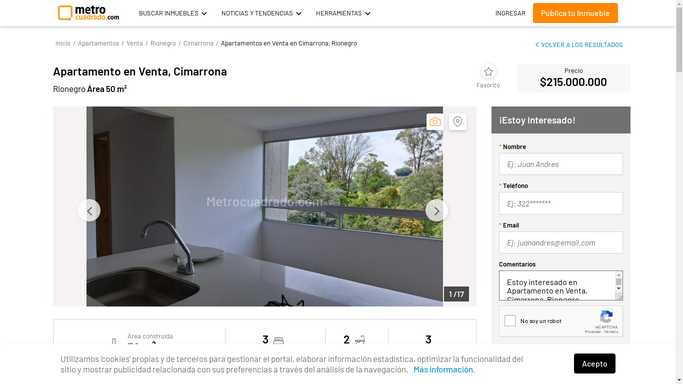 metro
cuadrado.com
BUSCAR INMUEBLES
NOTICIAS Y TENDENCIAS
HERRAMIENTAS
INGRESAR
Publica tu Inmueble
Inicio / Apartamentos / Venta / Rionegro / Cimarrona / Apartamentos en Venta en Cimarrona, Rionegro
VOLVER A LOS RESULTADOS
Apartamento en Venta, Cimarrona
Rionegro Área 50 m²
Favorito
Precio
$215.000.000
Metrocuadrado.com
1 / 17
¡Estoy Interesado!
* Nombre
Ej: Juan Andres
* Teléfono
Ej: 322*******
* Email
Ej: juanandres@email.com
Comentarios
Estoy interesado en
Apartamento en Venta,
Cimarrona, Rionegro
No soy un robot
reCAPTCHA
Privacidad - Términos
Área construida
3
2
3
Utilizamos 'cookies' propias y de terceros para gestionar el portal, elaborar información estadística, optimizar la funcionalidad del
sitio y mostrar publicidad relacionada con sus preferencias a través del análisis de la navegación. Más información.
Acepto